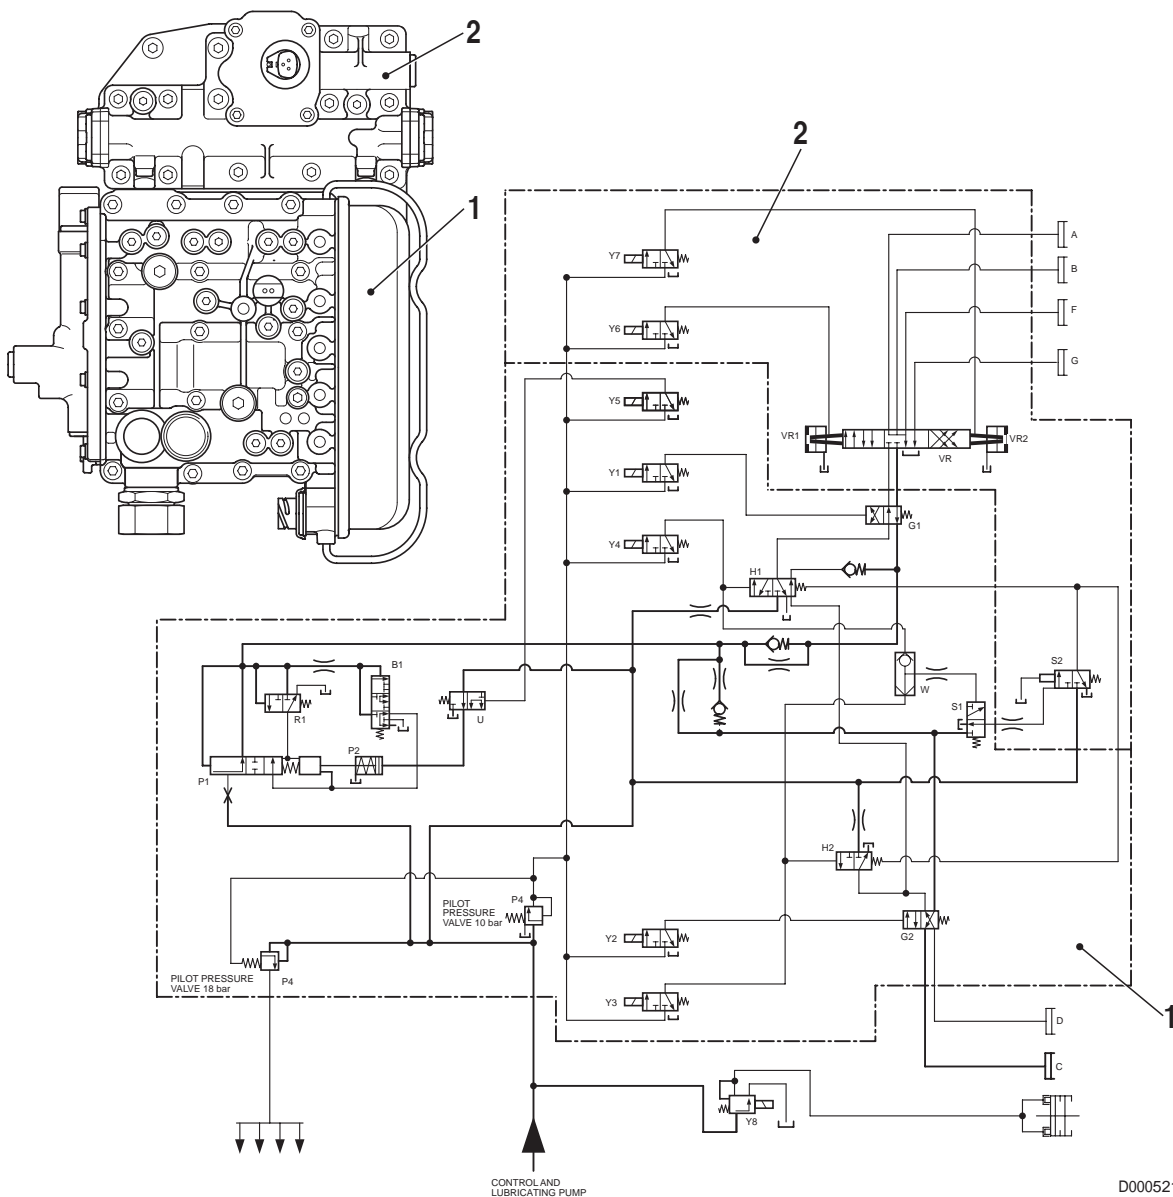 2
1
2
Y7
A
B
Y6
F
G
Y5
VR1
VR2
VR
Y1
G1
Y4
H1
B1
S2
W
R1
U
S1
P2
P1
H2
PILOT
PRESSURE
VALVE 10 bar
P4
Y2
G2
PILOT PRESSURE
VALVE 18 bar
P4
Y3
1
D
C
Y8
CONTROL AND
LUBRICATING PUMP